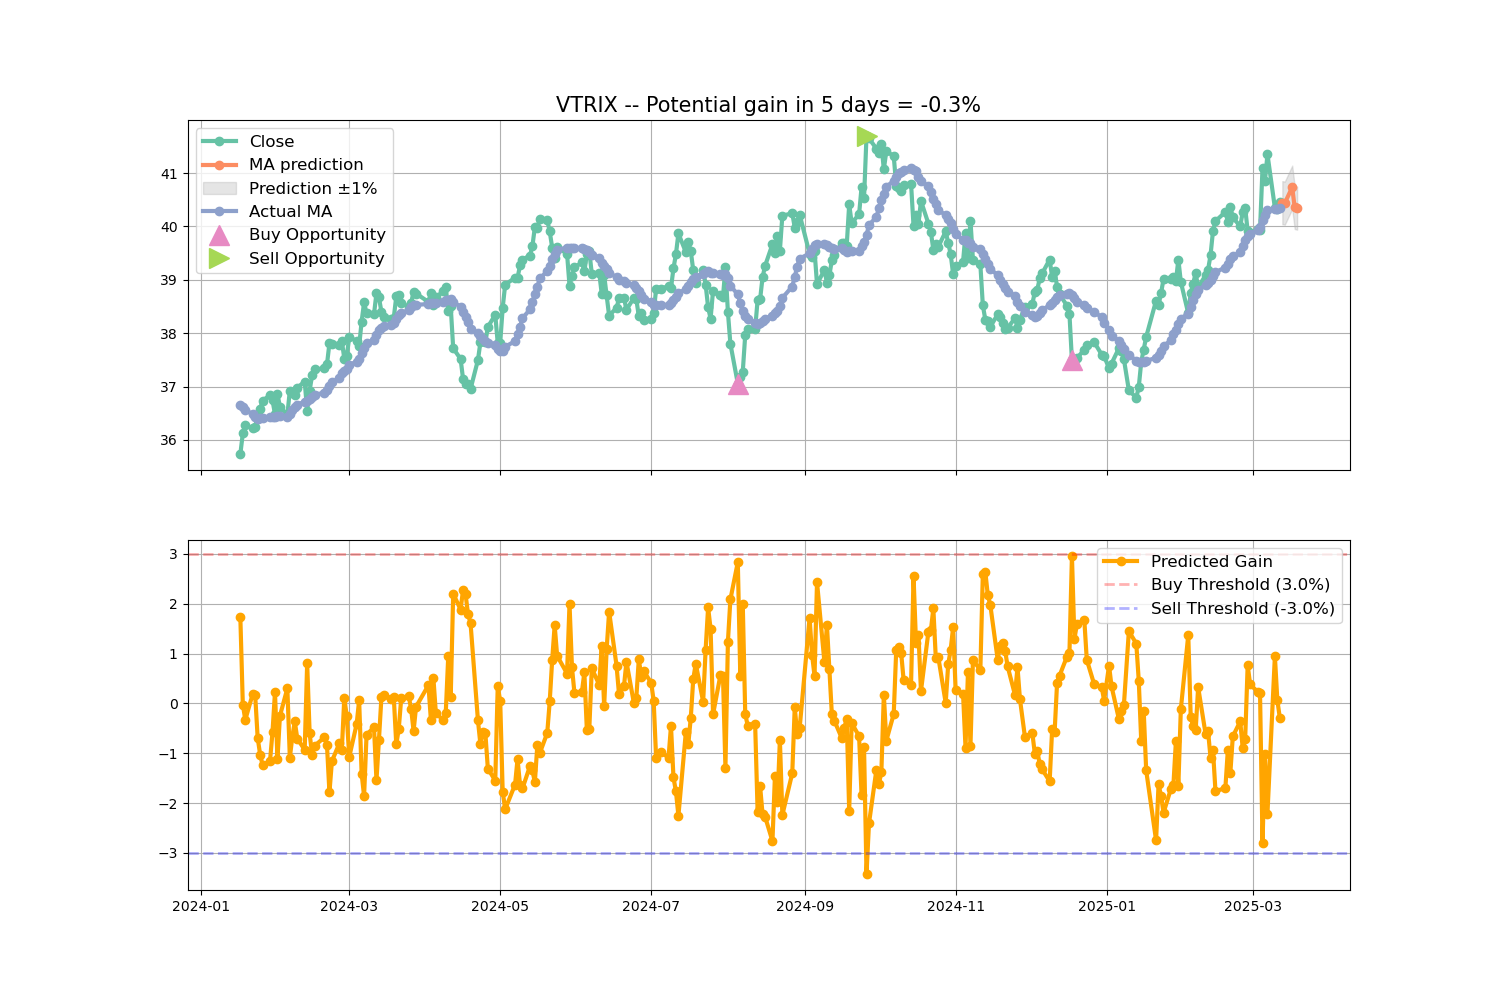 VTRIX -- Potential gain in 5 days = -0.3%
Close
MA prediction
Prediction ±1%
Actual MA
Buy Opportunity
Sell Opportunity
41
40
39
38
37
36
3
2
1
0
−1
−2
−3
Predicted Gain
Buy Threshold (3.0%)
Sell Threshold (-3.0%)
2024-01 2024-03 2024-05 2024-07 2024-09 2024-11 2025-01 2025-03